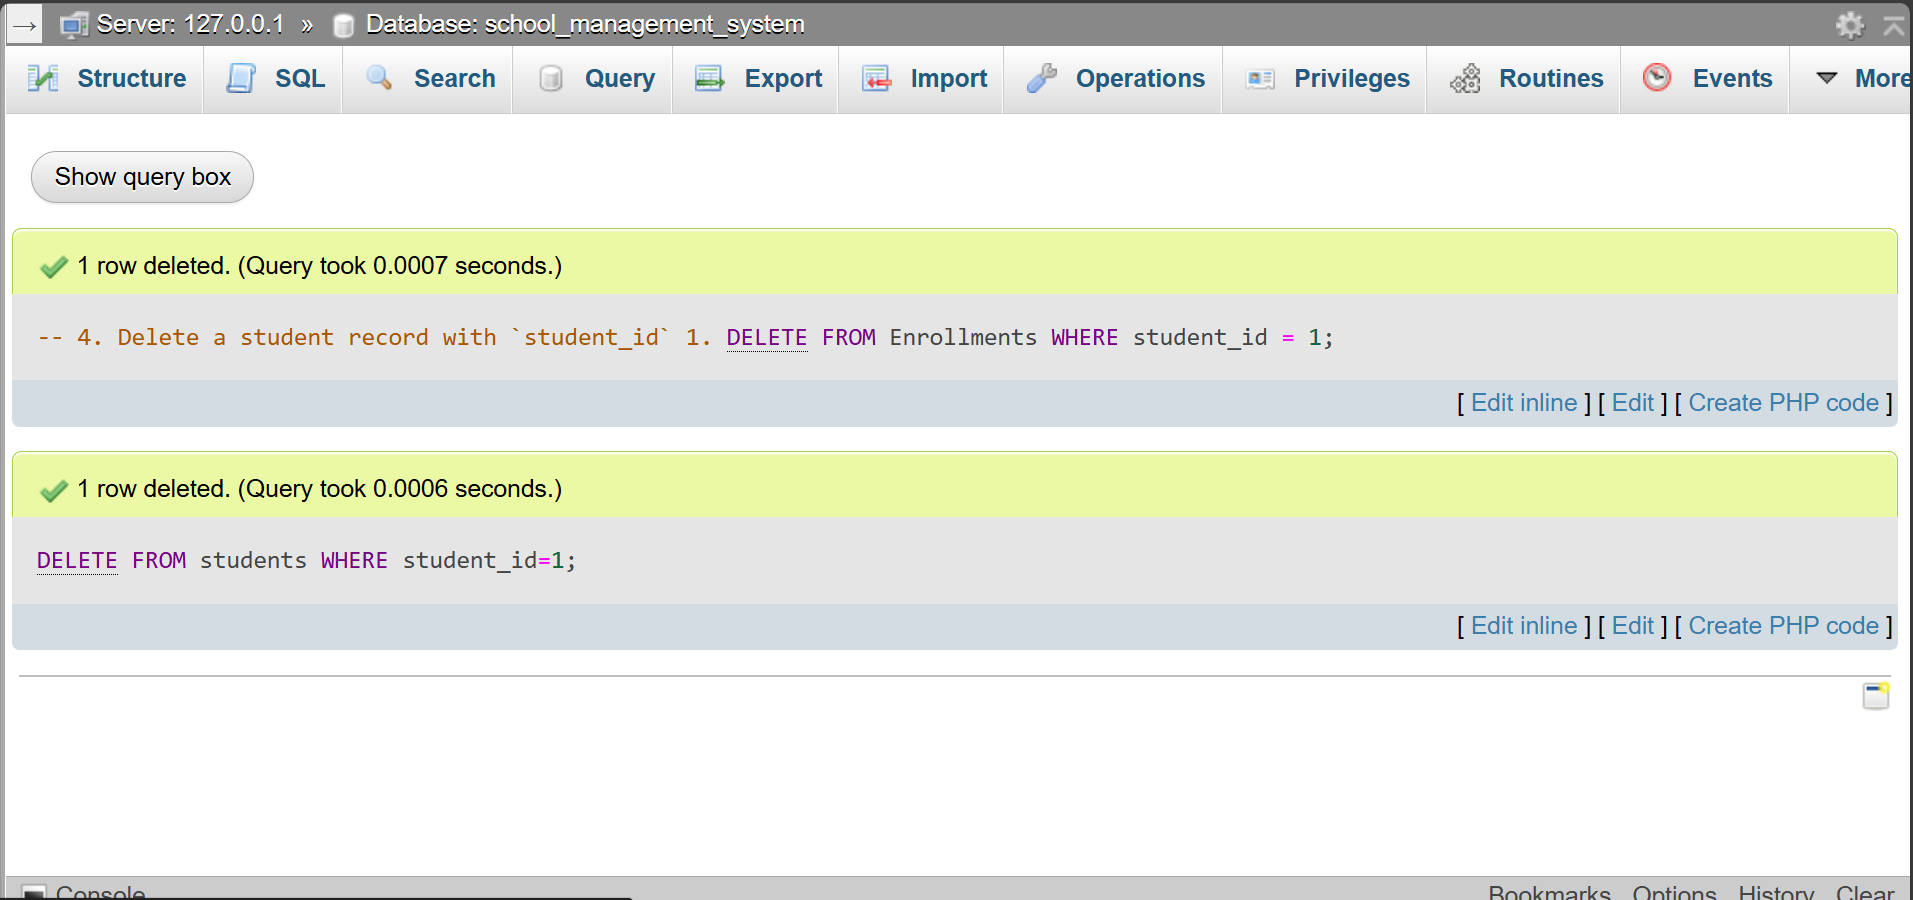 → Server: 127.0.0.1 » Database: school_management_system
Structure SQL Search Query Export Import Operations Privileges Routines Events More
Show query box
1 row deleted. (Query took 0.0007 seconds.)
-- 4. Delete a student record with `student_id` 1. DELETE FROM Enrollments WHERE student_id = 1;
[ Edit inline ] [ Edit ] [ Create PHP code ]
1 row deleted. (Query took 0.0006 seconds.)
DELETE FROM students WHERE student_id=1;
[ Edit inline ] [ Edit ] [ Create PHP code ]
Console Bookmarks Options History Clear